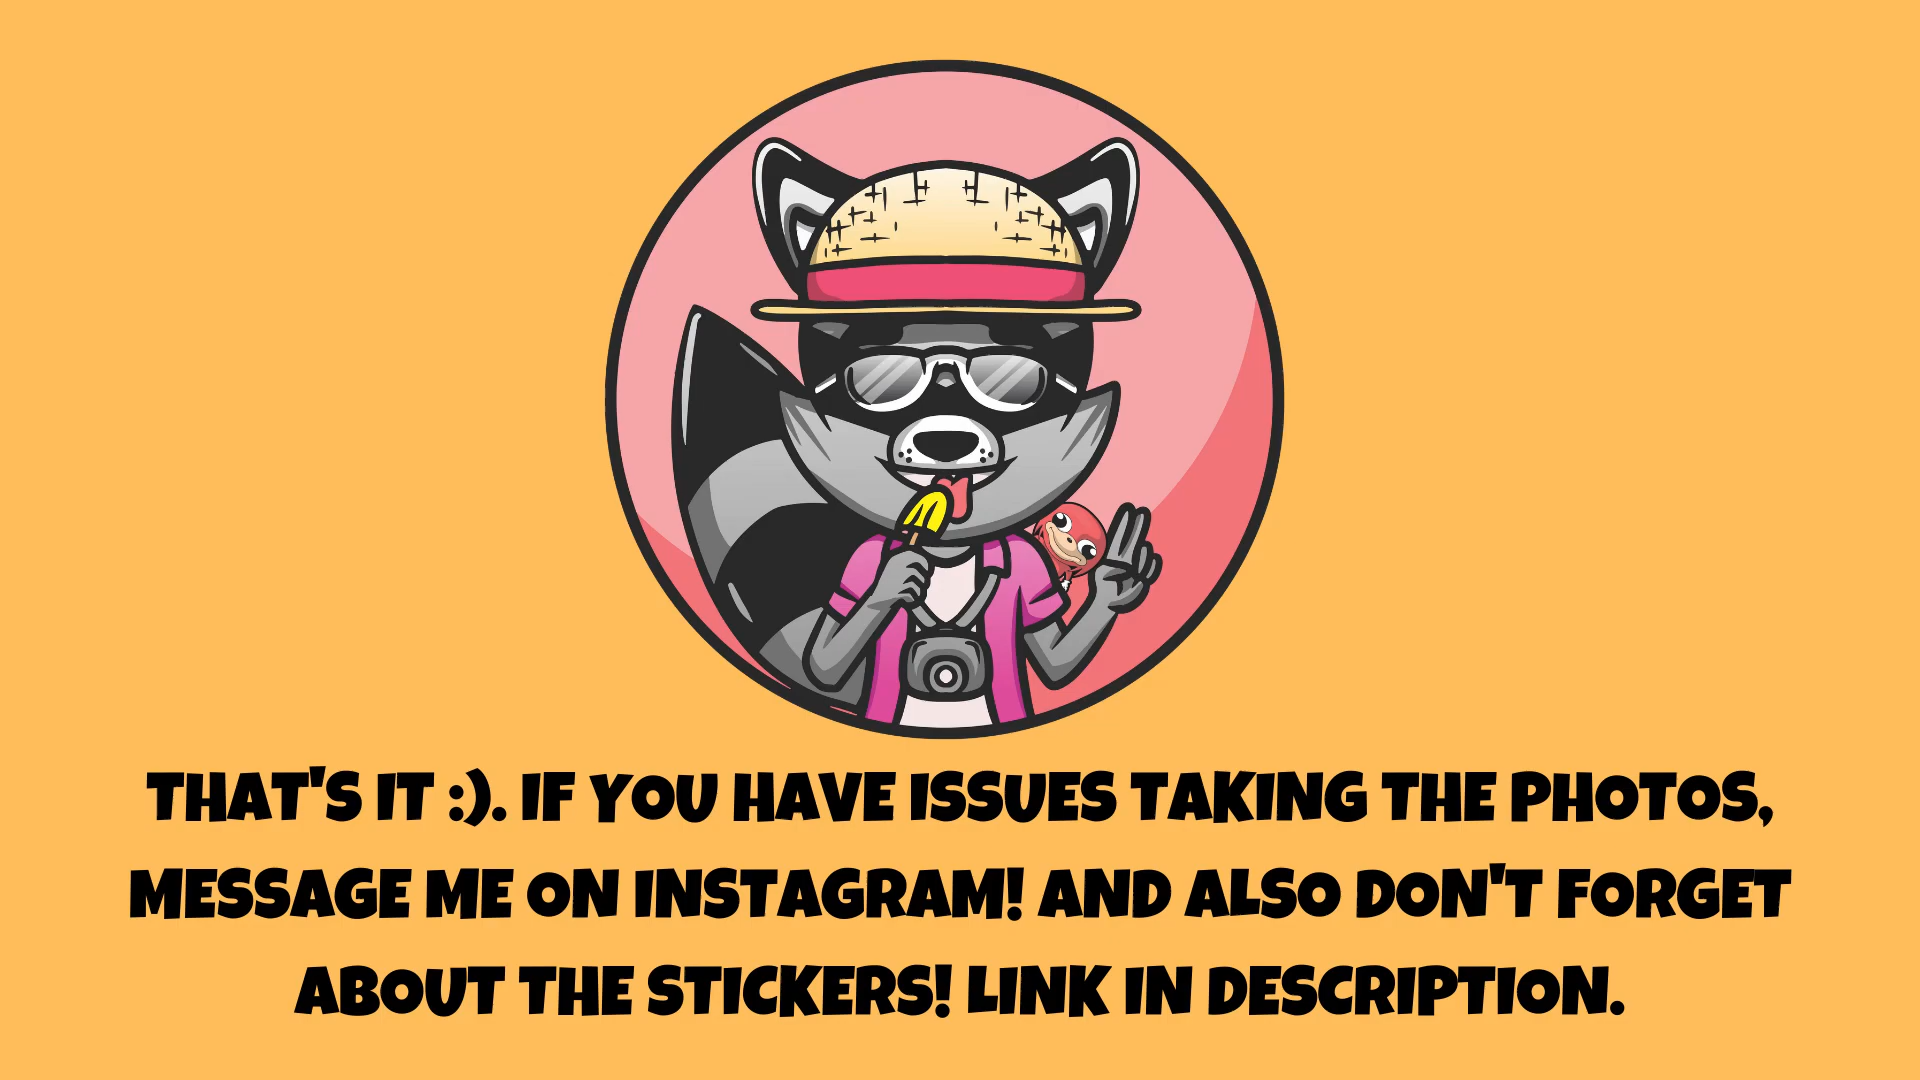 THAT'S IT :). IF YOU HAVE ISSUES TAKING THE PHOTOS,
MESSAGE ME ON INSTAGRAM! AND ALSO DON'T FORGET
ABOUT THE STICKERS! LINK IN DESCRIPTION.